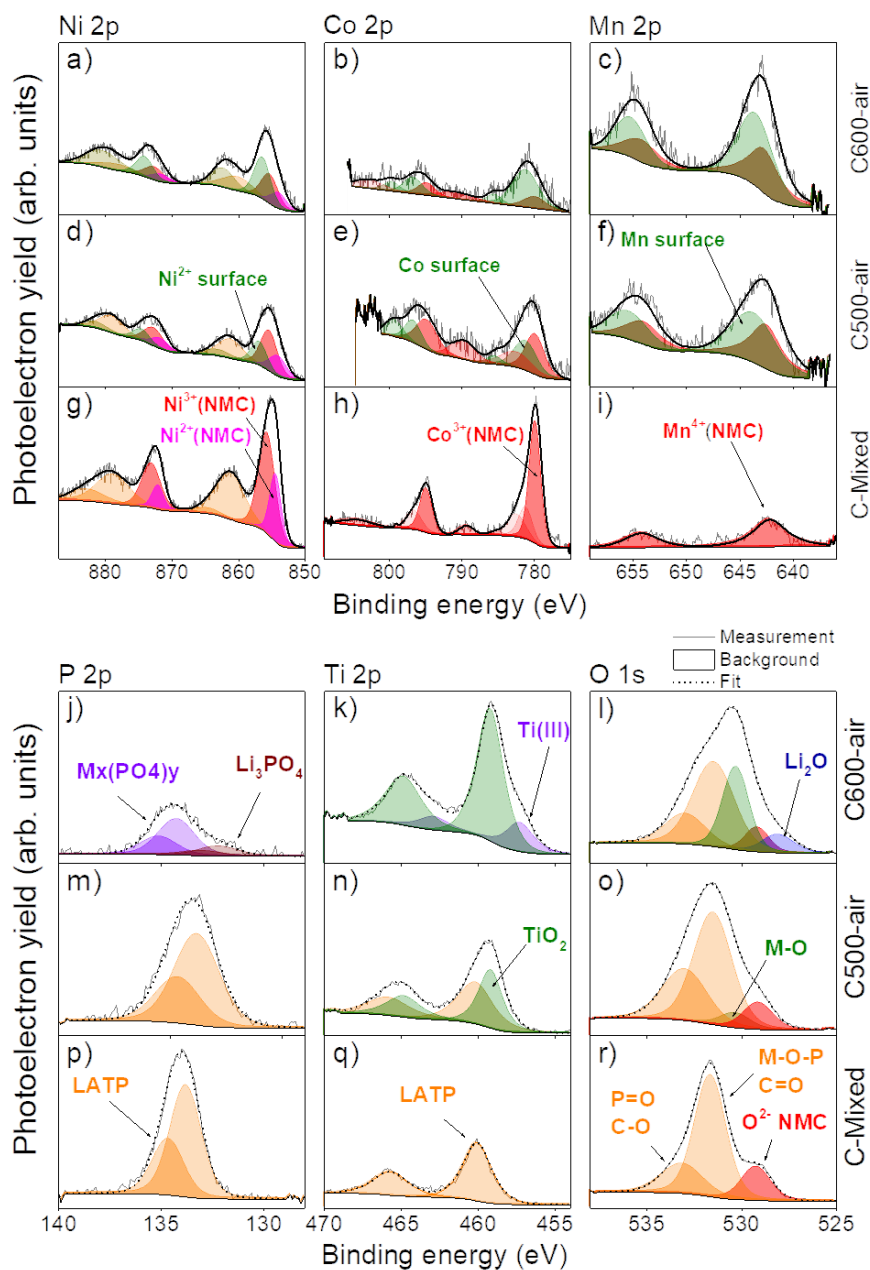 Ni 2p Co 2p Mn 2p
a) b) c)
C600-air
d) e) f)
Ni2+ surface
Co surface
Mn surface
C500-air
g) h) i)
Ni3+(NMC)
Ni2+(NMC)
Co3+(NMC)
Mn4+(NMC)
C-Mixed
Photoelectron yield (arb. units)
880 870 860 850 800 790 780 655 650 645 640
Binding energy (eV)
Measurement
Background
Fit
P 2p Ti 2p O 1s
j) k) l)
Mx(PO4)y
Li3PO4
Ti(III)
Li2O
C600-air
m) n) o)
TiO2
M-O
C500-air
p) q) r)
LATP
LATP
P=O
C-O
M-O-P
C=O
O2- NMC
C-Mixed
Photoelectron yield (arb. units)
140 135 130 470 465 460 455 535 530 525
Binding energy (eV)